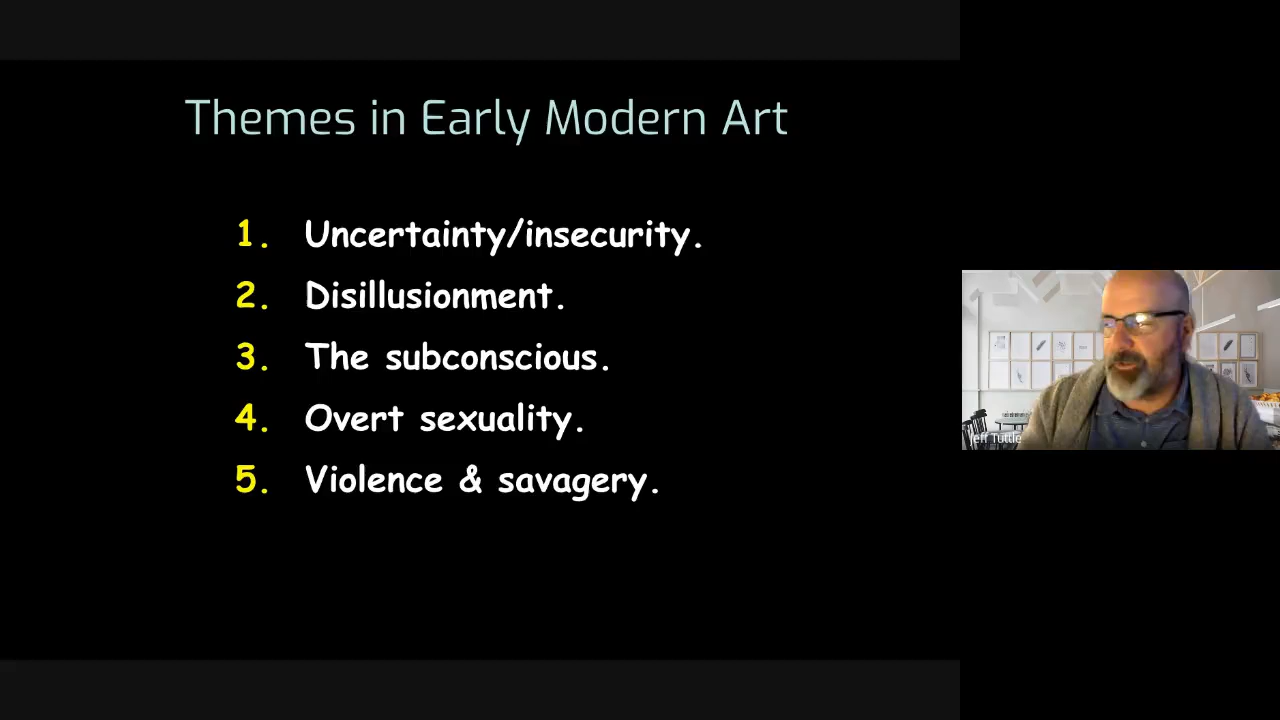 Themes in Early Modern Art
1. Uncertainty/insecurity.
2. Disillusionment.
3. The subconscious.
4. Overt sexuality.
5. Violence & savagery.
Jeff Tuttle